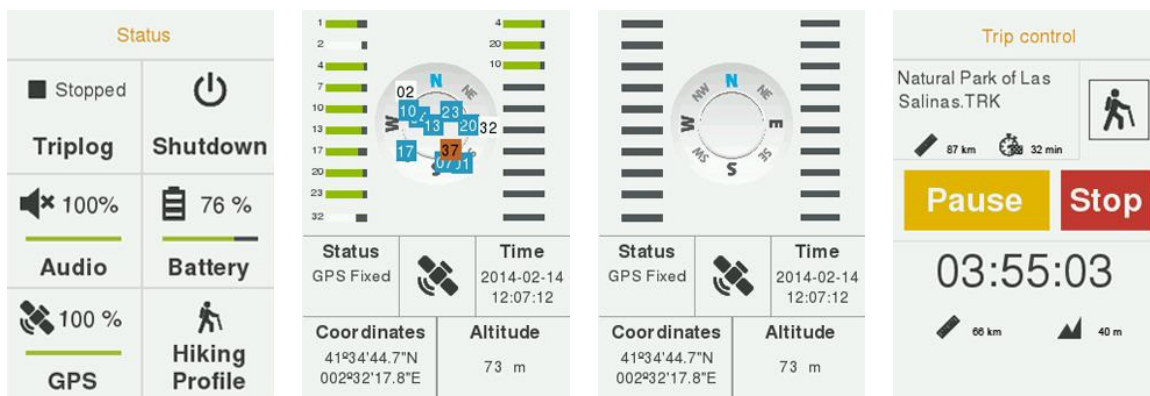 Status
Stopped
Triplog
Shutdown
100%
76 %
Audio
Battery
100 %
GPS
Hiking
Profile
1
2
4
7
10
13
17
20
23
32
4
20
10
N
NE
W
S
02
10
13
23
20
32
17
37
07
01
Status
GPS Fixed
Time
2014-02-14
12:07:12
Coordinates
41º34'44.7"N
002º32'17.8"E
Altitude
73 m
N
NW
NE
W
E
SW
SE
S
Status
GPS Fixed
Time
2014-02-14
12:07:12
Coordinates
41º34'44.7"N
002º32'17.8"E
Altitude
73 m
Trip control
Natural Park of Las
Salinas.TRK
87 km
32 min
Pause
Stop
03:55:03
66 km
40 m